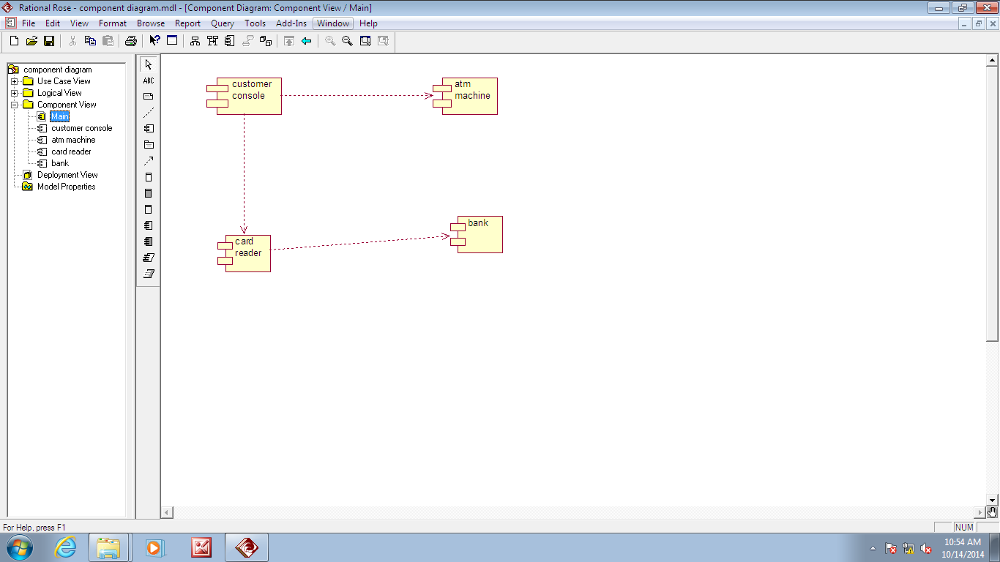 Rational Rose - component diagram.mdl - [Component Diagram: Component View / Main]
File Edit View Format Browse Report Query Tools Add-Ins Window Help
component diagram
Use Case View
Logical View
Component View
Main
customer console
atm machine
card reader
bank
Deployment View
Model Properties
ABC
customer
console
atm
machine
card
reader
bank
For Help, press F1
NUM
10:54 AM
10/14/2014